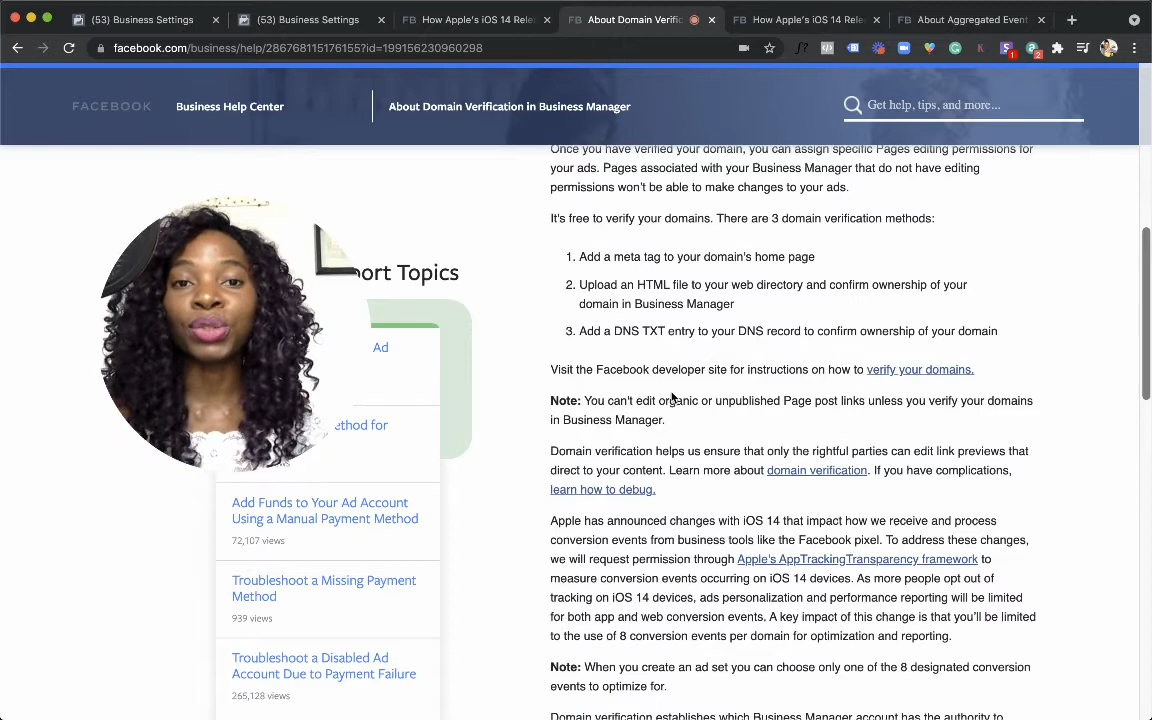 (53) Business Settings
(53) Business Settings
FB How Apple's iOS 14 Rele
FB About Domain Verific
FB How Apple's iOS 14 Rele
FB About Aggregated Event
facebook.com/business/help/286768115176155?id=199156230960298
FACEBOOK
Business Help Center
About Domain Verification in Business Manager
Get help, tips, and more...
Once you have verified your domain, you can assign specific Pages editing permissions for
your ads. Pages associated with your Business Manager that do not have editing
permissions won't be able to make changes to your ads.
It's free to verify your domains. There are 3 domain verification methods:
1. Add a meta tag to your domain's home page
2. Upload an HTML file to your web directory and confirm ownership of your
domain in Business Manager
3. Add a DNS TXT entry to your DNS record to confirm ownership of your domain
Visit the Facebook developer site for instructions on how to verify your domains.
Note: You can't edit organic or unpublished Page post links unless you verify your domains
in Business Manager.
Domain verification helps us ensure that only the rightful parties can edit link previews that
direct to your content. Learn more about domain verification. If you have complications,
learn how to debug.
Apple has announced changes with iOS 14 that impact how we receive and process
conversion events from business tools like the Facebook pixel. To address these changes,
we will request permission through Apple's AppTrackingTransparency framework to
measure conversion events occurring on iOS 14 devices. As more people opt out of
tracking on iOS 14 devices, ads personalization and performance reporting will be limited
for both app and web conversion events. A key impact of this change is that you'll be limited
to the use of 8 conversion events per domain for optimization and reporting.
Note: When you create an ad set you can choose only one of the 8 designated conversion
events to optimize for.
Domain verification establishes which Business Manager account has the authority to
ort Topics
Ad
ethod for
Add Funds to Your Ad Account
Using a Manual Payment Method
72,107 views
Troubleshoot a Missing Payment
Method
939 views
Troubleshoot a Disabled Ad
Account Due to Payment Failure
265,128 views